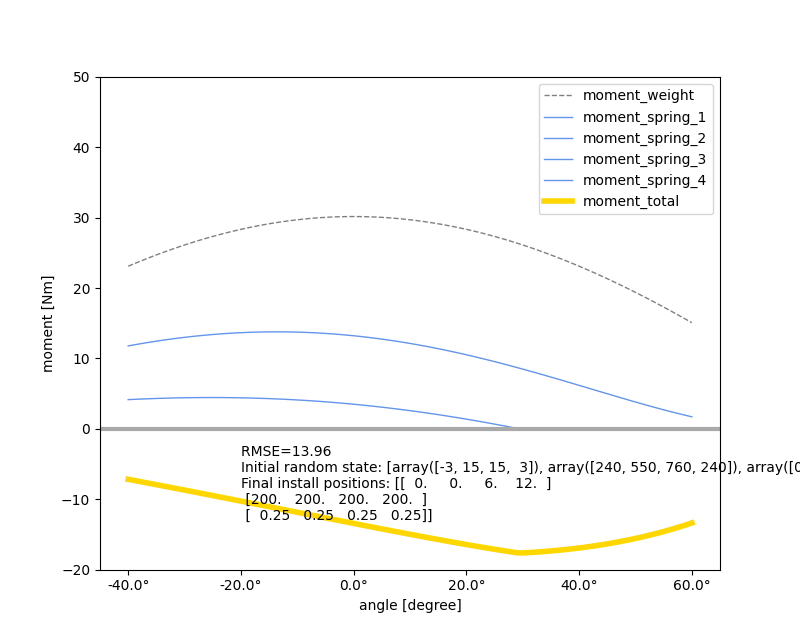 50
40
30
20
10
0
−10
−20
moment [Nm]
moment_weight
moment_spring_1
moment_spring_2
moment_spring_3
moment_spring_4
moment_total
RMSE=13.96
Initial random state: [array([-3, 15, 15,  3]), array([240, 550, 760, 240]), array([0
Final install positions: [[  0.     0.     6.    12.  ]
[200.   200.   200.   200.  ]
[  0.25   0.25   0.25   0.25]]
-40.0° -20.0° 0.0° 20.0° 40.0° 60.0°
angle [degree]